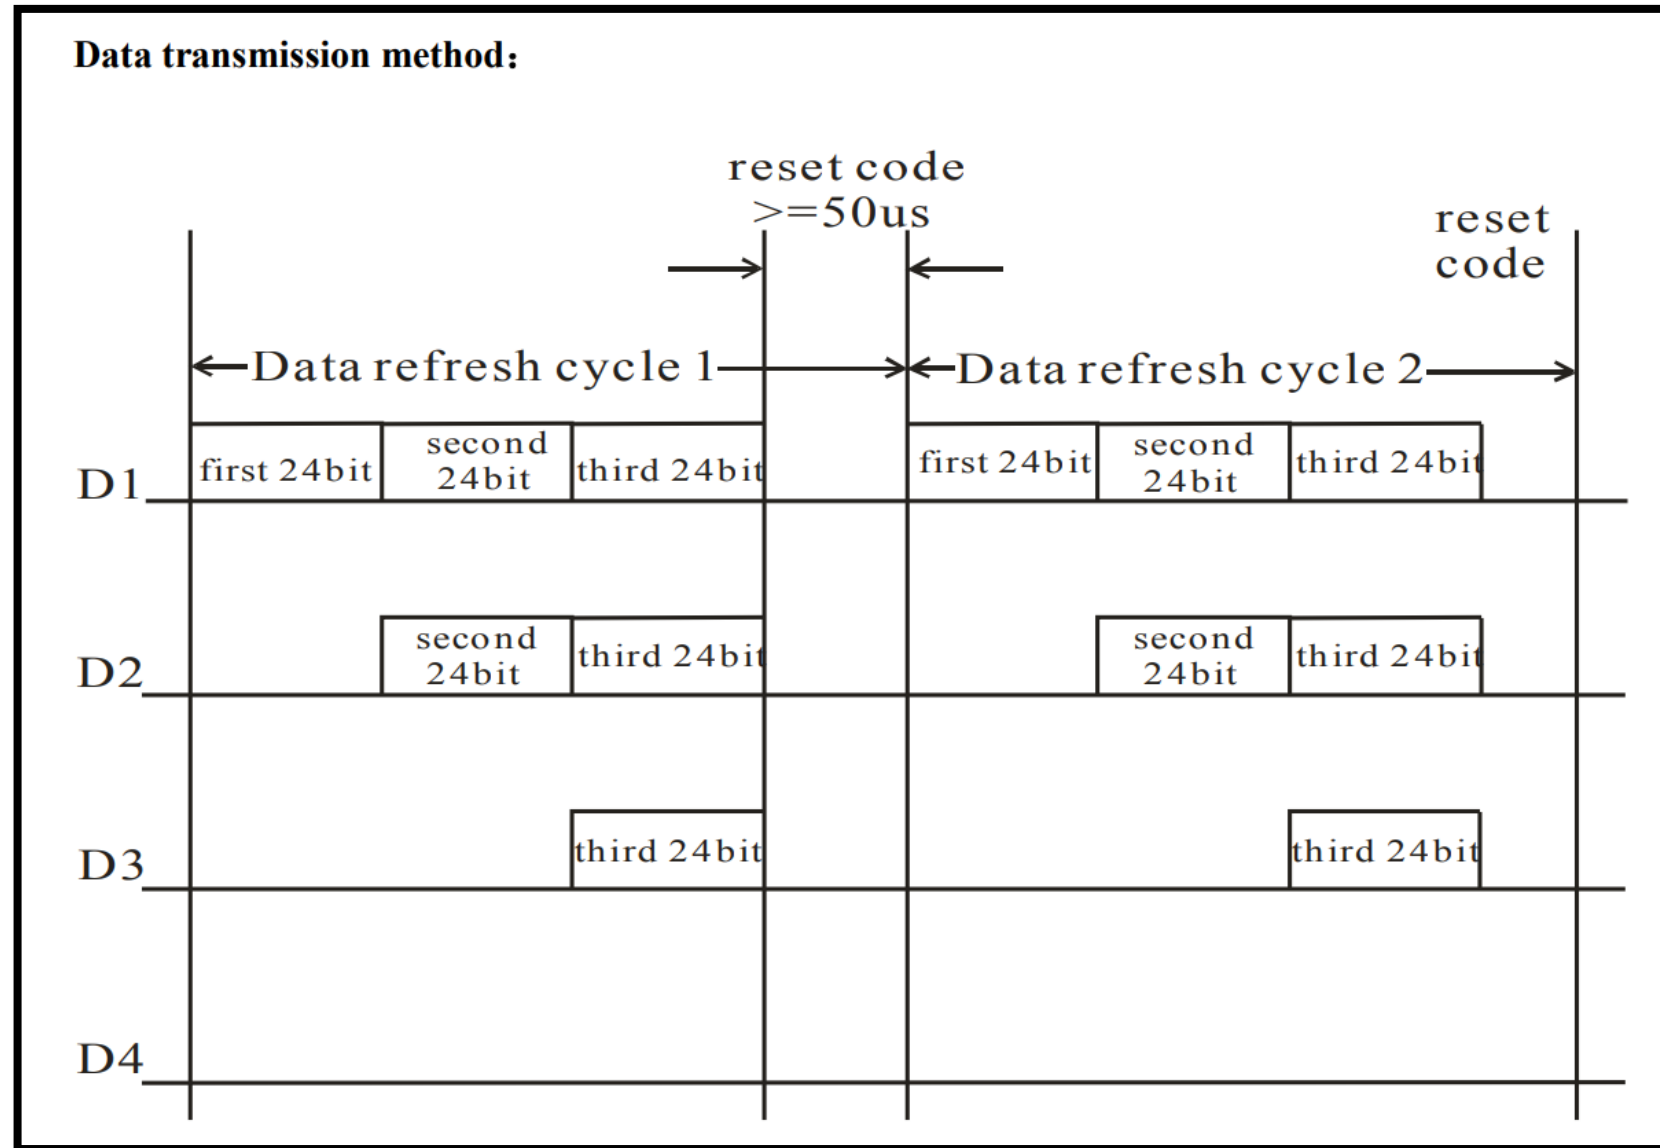 Data transmission method：
reset code
>=50us
reset
code
Data refresh cycle 1
Data refresh cycle 2
D1
first 24bit
second
24bit
third 24bit
first 24bit
second
24bit
third 24bit
D2
second
24bit
third 24bit
second
24bit
third 24bit
D3
third 24bit
third 24bit
D4